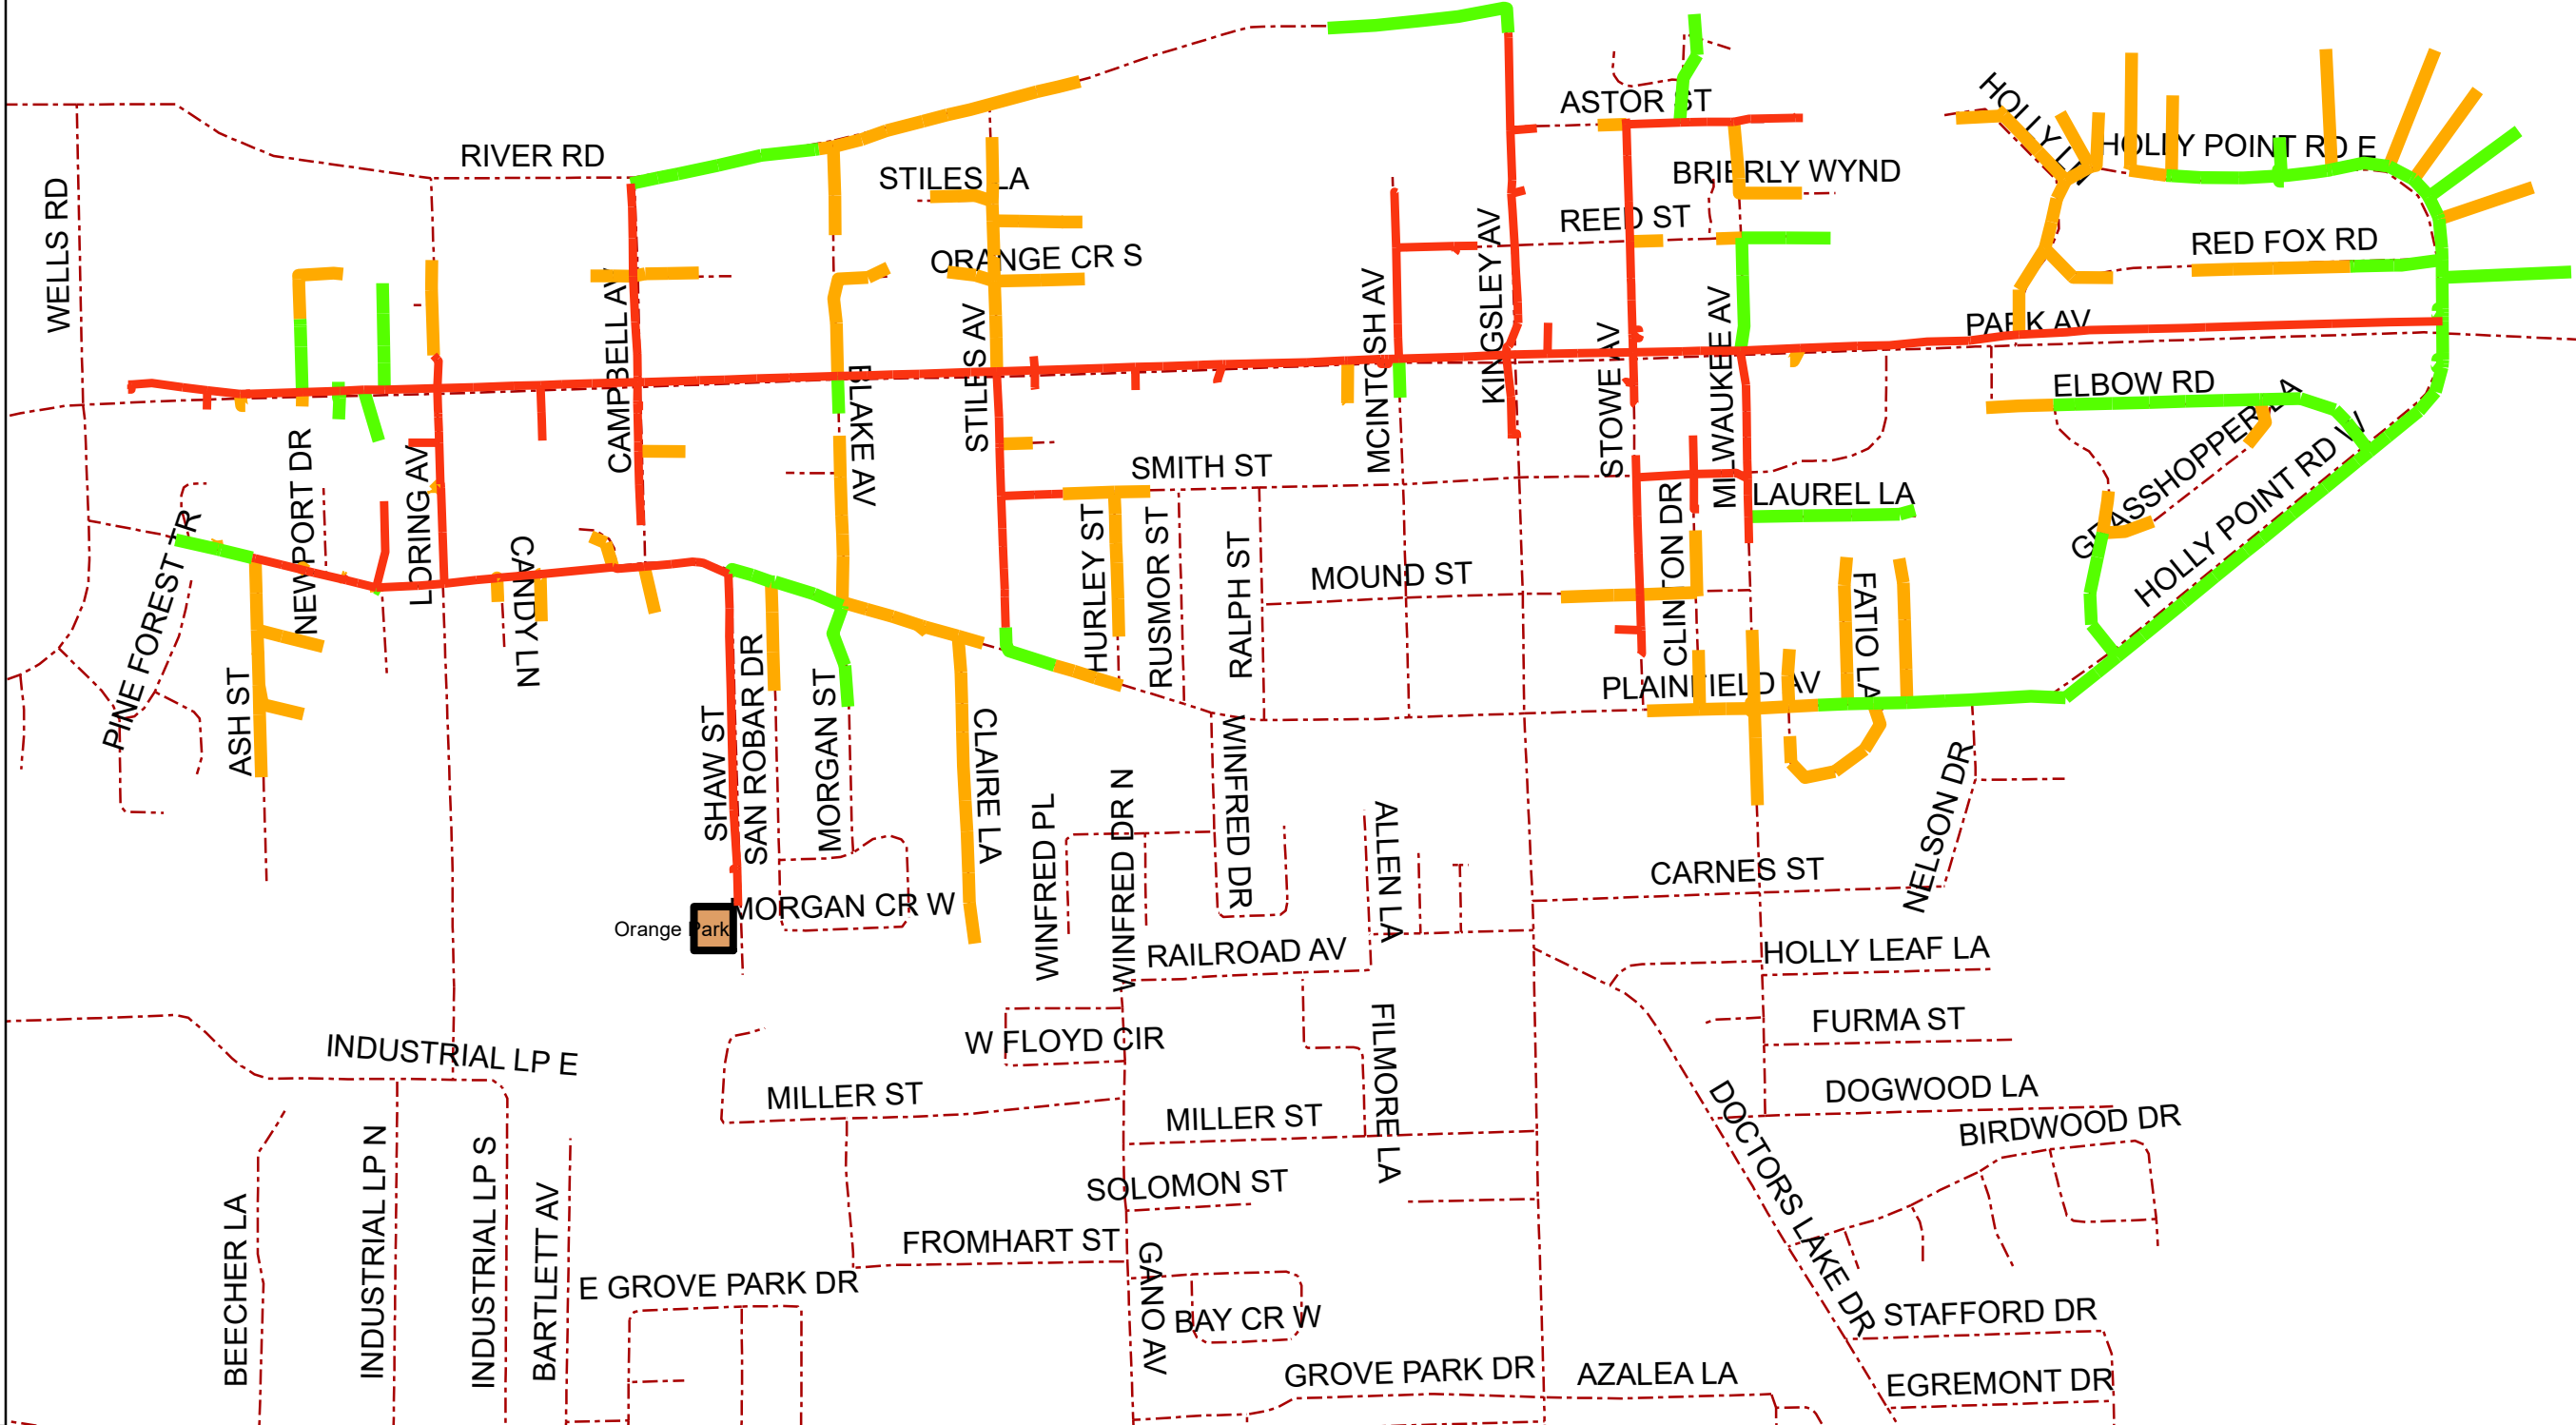 ASTOR ST
HOLLY LN
HOLLY POINT RD E
RIVER RD
STILES LA
BRIERLY WYND
WELLS RD
REED ST
ORANGE CR S
RED FOX RD
CAMPBELL AV
STILES AV
MCINTOSH AV
KINGSLEY AV
STOWE AV
MILWAUKEE AV
PARK AV
BLAKE AV
ELBOW RD
GRASSHOPPER LA
HOLLY POINT RD W
SMITH ST
LAUREL LA
NEWPORT DR
LORING AV
CANDY LN
PINE FOREST TR
HURLEY ST
RUSMOR ST
RALPH ST
MOUND ST
CLINTON DR
FATIO LA
ASH ST
SHAW ST
SAN ROBAR DR
MORGAN ST
CLAIRE LA
PLAINFIELD AV
WINFRED PL
WINFRED DR N
WINFRED DR
ALLEN LA
NELSON DR
CARNES ST
MORGAN CR W
Orange Park
RAILROAD AV
HOLLY LEAF LA
INDUSTRIAL LP E
W FLOYD CIR
FILMORE LA
FURMA ST
MILLER ST
MILLER ST
DOGWOOD LA
BIRDWOOD DR
DOCTORS LAKE DR
BEECHER LA
INDUSTRIAL LP N
INDUSTRIAL LP S
BARTLETT AV
SOLOMON ST
FROMHART ST
GANO AV
E GROVE PARK DR
BAY CR W
STAFFORD DR
GROVE PARK DR
AZALEA LA
EGREMONT DR